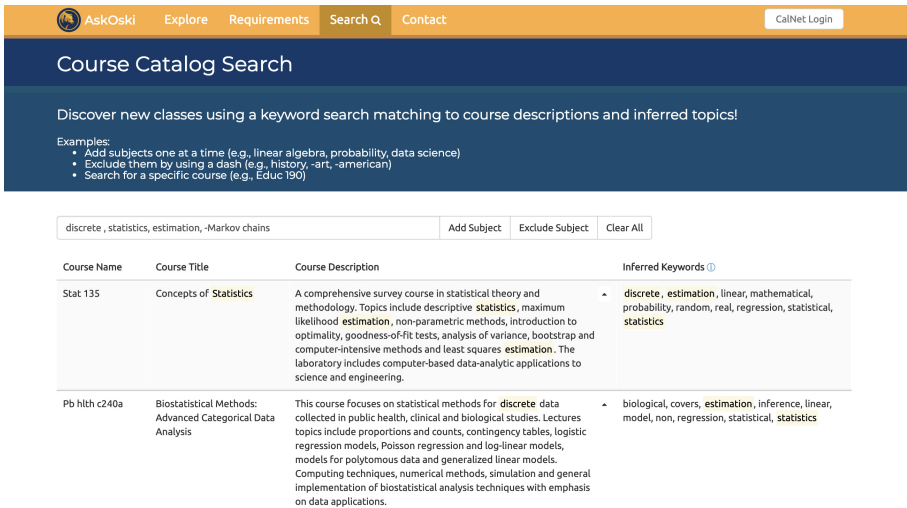 AskOski Explore Requirements Search Contact CalNet Login
Course Catalog Search
Discover new classes using a keyword search matching to course descriptions and inferred topics!
Examples:
• Add subjects one at a time (e.g., linear algebra, probability, data science)
• Exclude them by using a dash (e.g., history, -art, -american)
• Search for a specific course (e.g., Educ 190)
discrete , statistics, estimation, -Markov chains Add Subject Exclude Subject Clear All
Course Name Course Title Course Description Inferred Keywords
Stat 135
Concepts of Statistics
A comprehensive survey course in statistical theory and
methodology. Topics include descriptive statistics, maximum
likelihood estimation, non-parametric methods, introduction to
optimality, goodness-of-fit tests, analysis of variance, bootstrap and
computer-intensive methods and least squares estimation. The
laboratory includes computer-based data-analytic applications to
science and engineering.
discrete, estimation, linear, mathematical,
probability, random, real, regression, statistical,
statistics
Pb hlth c240a
Biostatistical Methods:
Advanced Categorical Data
Analysis
This course focuses on statistical methods for discrete data
collected in public health, clinical and biological studies. Lectures
topics include proportions and counts, contingency tables, logistic
regression models, Poisson regression and log-linear models,
models for polytomous data and generalized linear models.
Computing techniques, numerical methods, simulation and general
implementation of biostatistical analysis techniques with emphasis
on data applications.
biological, covers, estimation, inference, linear,
model, non, regression, statistical, statistics